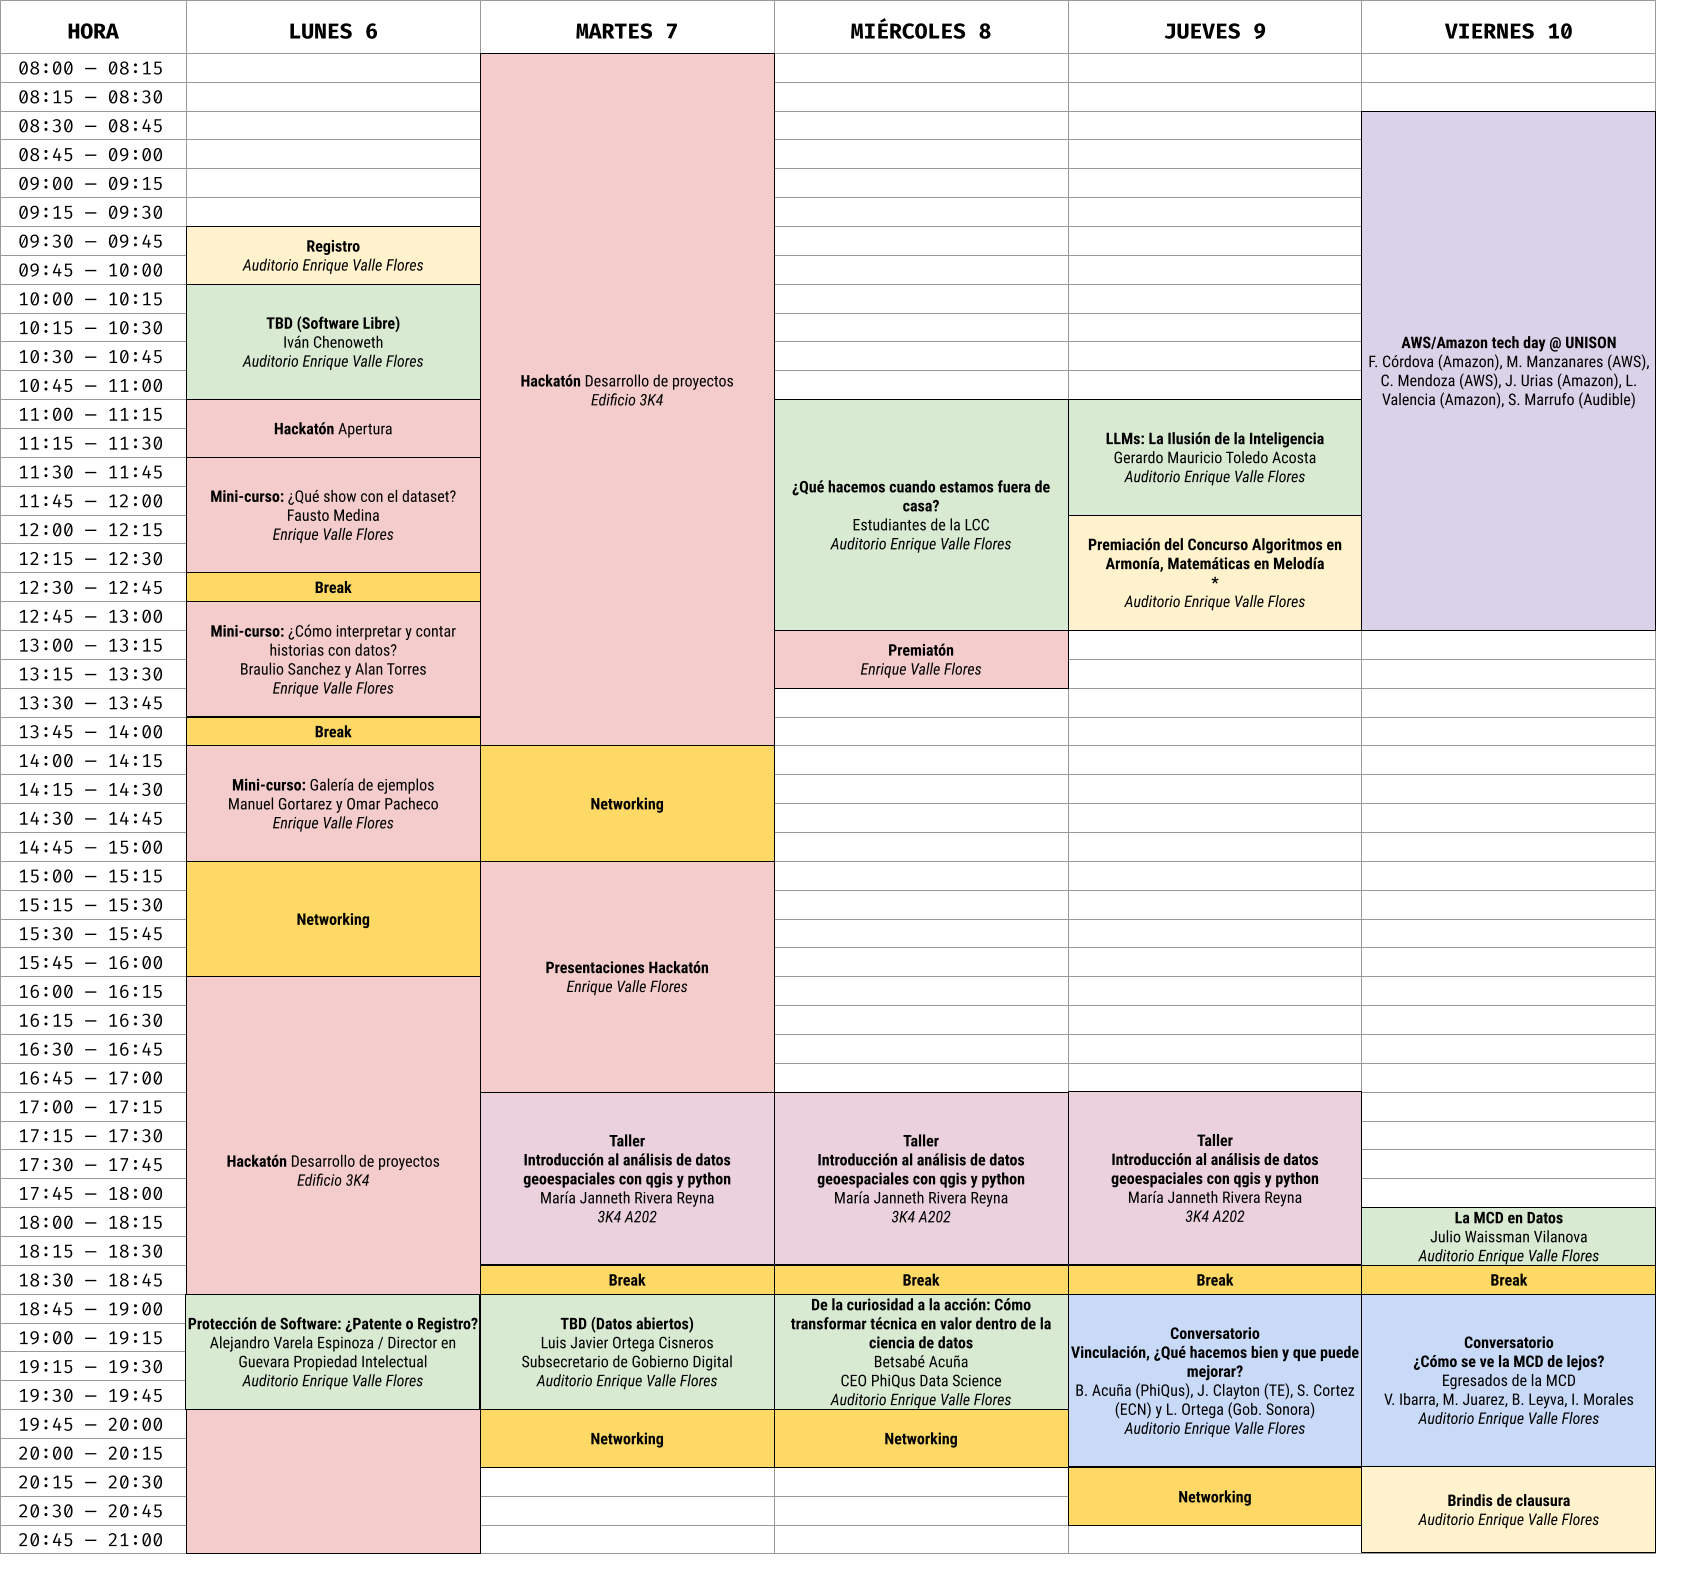 HORA
LUNES 6
MARTES 7
MIÉRCOLES 8
JUEVES 9
VIERNES 10
08:00 – 08:15
08:15 – 08:30
08:30 – 08:45
08:45 – 09:00
09:00 – 09:15
09:15 – 09:30
09:30 – 09:45
09:45 – 10:00
10:00 – 10:15
10:15 – 10:30
10:30 – 10:45
10:45 – 11:00
11:00 – 11:15
11:15 – 11:30
11:30 – 11:45
11:45 – 12:00
12:00 – 12:15
12:15 – 12:30
12:30 – 12:45
12:45 – 13:00
13:00 – 13:15
13:15 – 13:30
13:30 – 13:45
13:45 – 14:00
14:00 – 14:15
14:15 – 14:30
14:30 – 14:45
14:45 – 15:00
15:00 – 15:15
15:15 – 15:30
15:30 – 15:45
15:45 – 16:00
16:00 – 16:15
16:15 – 16:30
16:30 – 16:45
16:45 – 17:00
17:00 – 17:15
17:15 – 17:30
17:30 – 17:45
17:45 – 18:00
18:00 – 18:15
18:15 – 18:30
18:30 – 18:45
18:45 – 19:00
19:00 – 19:15
19:15 – 19:30
19:30 – 19:45
19:45 – 20:00
20:00 – 20:15
20:15 – 20:30
20:30 – 20:45
20:45 – 21:00
Registro
Auditorio Enrique Valle Flores
TBD (Software Libre)
Iván Chenoweth
Auditorio Enrique Valle Flores
Hackatón Apertura
Mini-curso: ¿Qué show con el dataset?
Fausto Medina
Enrique Valle Flores
Break
Mini-curso: ¿Cómo interpretar y contar
historias con datos?
Braulio Sanchez y Alan Torres
Enrique Valle Flores
Break
Mini-curso: Galería de ejemplos
Manuel Gortarez y Omar Pacheco
Enrique Valle Flores
Networking
Hackatón Desarrollo de proyectos
Edificio 3K4
Protección de Software: ¿Patente o Registro?
Alejandro Varela Espinoza / Director en
Guevara Propiedad Intelectual
Auditorio Enrique Valle Flores
Hackatón Desarrollo de proyectos
Edificio 3K4
Networking
Presentaciones Hackatón
Enrique Valle Flores
Taller
Introducción al análisis de datos
geoespaciales con qgis y python
María Janneth Rivera Reyna
3K4 A202
Break
TBD (Datos abiertos)
Luis Javier Ortega Cisneros
Subsecretario de Gobierno Digital
Auditorio Enrique Valle Flores
Networking
¿Qué hacemos cuando estamos fuera de
casa?
Estudiantes de la LCC
Auditorio Enrique Valle Flores
Premiatón
Enrique Valle Flores
Taller
Introducción al análisis de datos
geoespaciales con qgis y python
María Janneth Rivera Reyna
3K4 A202
Break
De la curiosidad a la acción: Cómo
transformar técnica en valor dentro de la
ciencia de datos
Betsabé Acuña
CEO PhiQus Data Science
Auditorio Enrique Valle Flores
Networking
LLMs: La Ilusión de la Inteligencia
Gerardo Mauricio Toledo Acosta
Auditorio Enrique Valle Flores
Premiación del Concurso Algoritmos en
Armonía, Matemáticas en Melodía
*
Auditorio Enrique Valle Flores
Taller
Introducción al análisis de datos
geoespaciales con qgis y python
María Janneth Rivera Reyna
3K4 A202
Break
Conversatorio
Vinculación, ¿Qué hacemos bien y que puede
mejorar?
B. Acuña (PhiQus), J. Clayton (TE), S. Cortez
(ECN) y L. Ortega (Gob. Sonora)
Auditorio Enrique Valle Flores
Networking
AWS/Amazon tech day @ UNISON
F. Córdova (Amazon), M. Manzanares (AWS),
C. Mendoza (AWS), J. Urias (Amazon), L.
Valencia (Amazon), S. Marrufo (Audible)
La MCD en Datos
Julio Waissman Vilanova
Auditorio Enrique Valle Flores
Break
Conversatorio
¿Cómo se ve la MCD de lejos?
Egresados de la MCD
V. Ibarra, M. Juarez, B. Leyva, I. Morales
Auditorio Enrique Valle Flores
Brindis de clausura
Auditorio Enrique Valle Flores